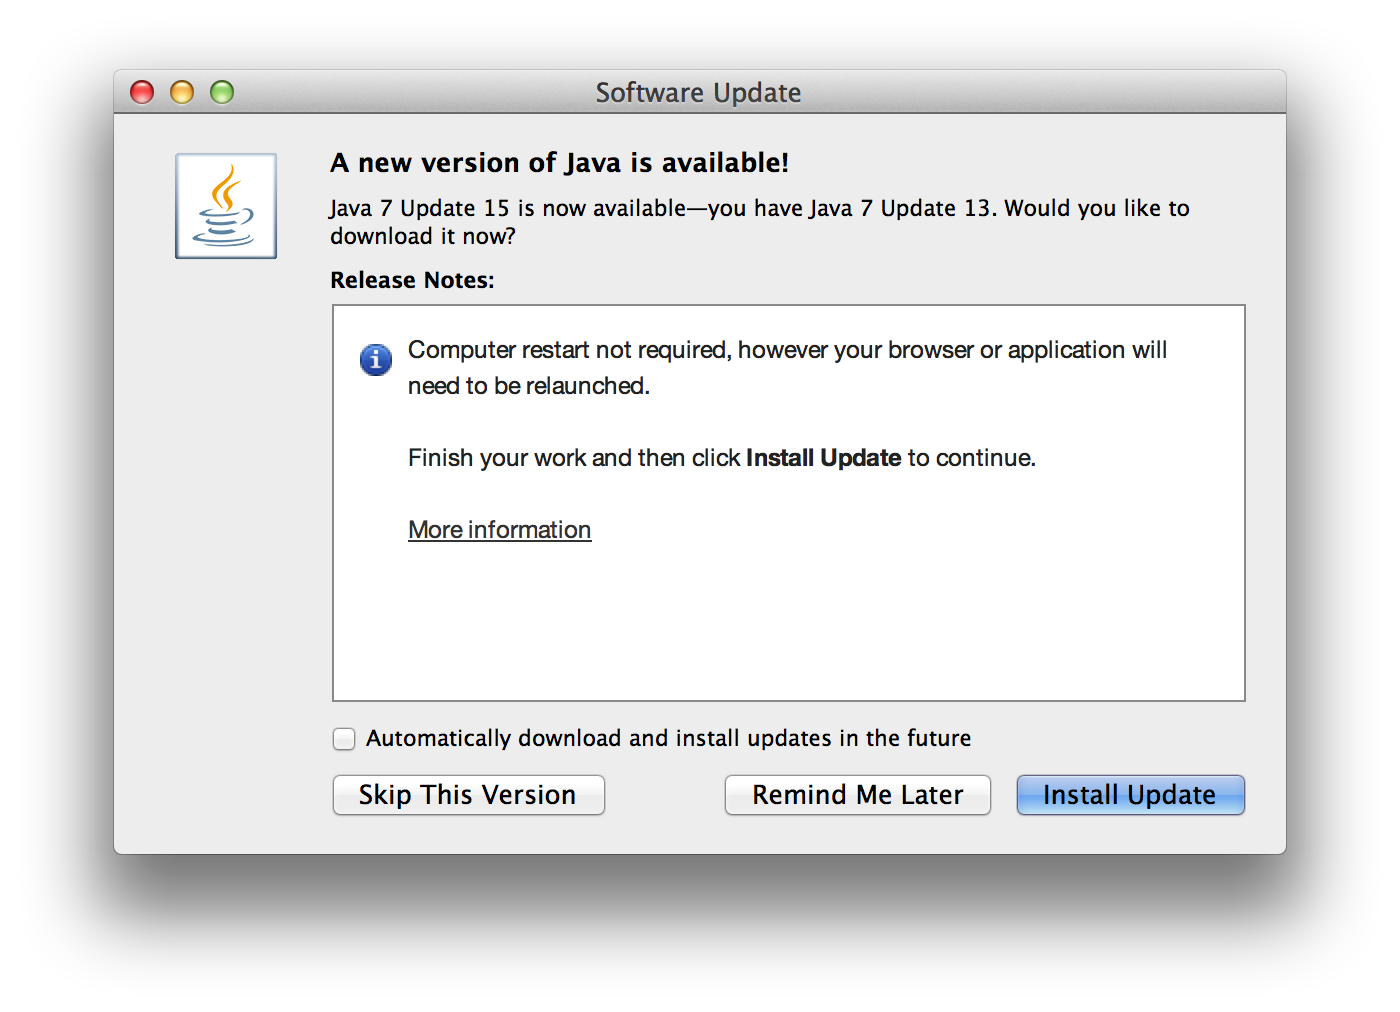 Software Update
A new version of Java is available!
Java 7 Update 15 is now available—you have Java 7 Update 13. Would you like to
download it now?
Release Notes:
Computer restart not required, however your browser or application will
need to be relaunched.
Finish your work and then click Install Update to continue.
More information
Automatically download and install updates in the future
Skip This Version
Remind Me Later
Install Update